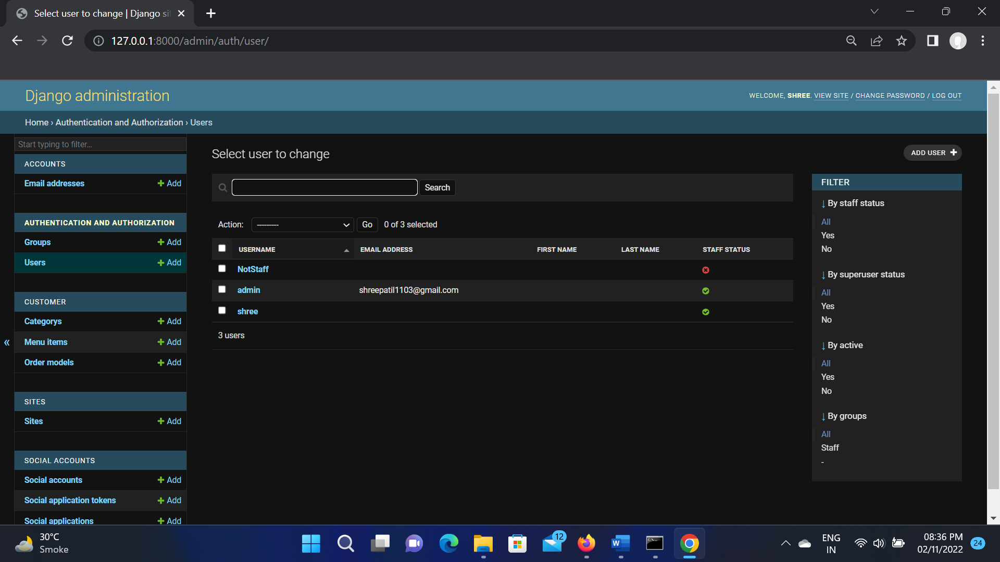 Select user to change | Django si
127.0.0.1:8000/admin/auth/user/
Django administration
WELCOME, SHREE. VIEW SITE / CHANGE PASSWORD / LOG OUT
Home › Authentication and Authorization › Users
Start typing to filter...
ACCOUNTS
Email addresses Add
AUTHENTICATION AND AUTHORIZATION
Groups Add
Users Add
CUSTOMER
Categorys Add
Menu items Add
Order models Add
SITES
Sites Add
SOCIAL ACCOUNTS
Social accounts Add
Social application tokens Add
Social applications Add
«
Select user to change
ADD USER +
Search
Action: --------- Go 0 of 3 selected
USERNAME EMAIL ADDRESS FIRST NAME LAST NAME STAFF STATUS
NotStaff
admin shreepatil1103@gmail.com
shree
3 users
FILTER
↓ By staff status
All
Yes
No
↓ By superuser status
All
Yes
No
↓ By active
All
Yes
No
↓ By groups
All
Staff
-
30°C
Smoke
12
W
ENG
IN
08:36 PM
02/11/2022
24